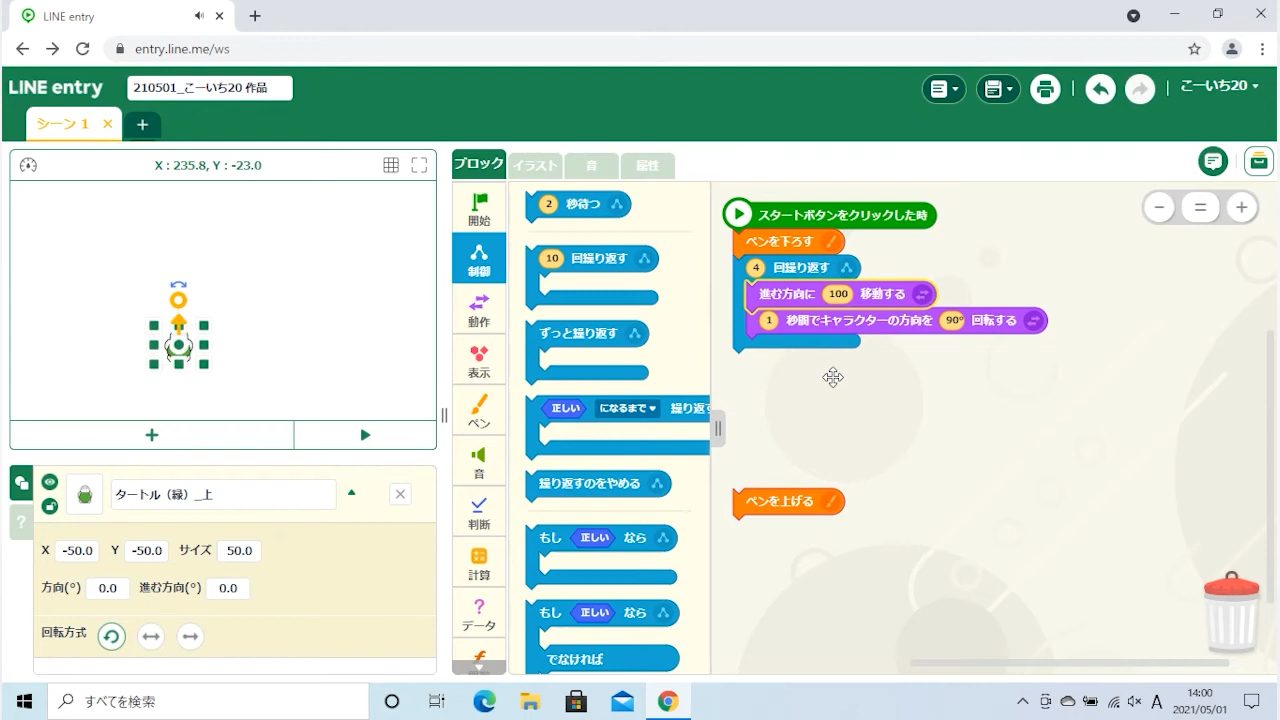 LINE entry
entry.line.me/ws
LINE entry
210501_こーいち20 作品
こーいち20
シーン 1
X : 235.8, Y : -23.0
ブロック
イラスト
音
属性
開始
制御
動作
表示
ペン
音
判断
計算
データ
2 秒待つ
10 回繰り返す
ずっと繰り返す
正しい になるまで 繰り返
繰り返すのをやめる
もし 正しい なら
もし 正しい なら
でなければ
スタートボタンをクリックした時
ペンを下ろす
4 回繰り返す
進む方向に 100 移動する
1 秒間でキャラクターの方向を 90° 回転する
ペンを上げる
タートル（緑）_上
X -50.0 Y -50.0 サイズ 50.0
方向(°) 0.0 進む方向(°) 0.0
回転方式
?
すべてを検索
A
14:00
2021/05/01